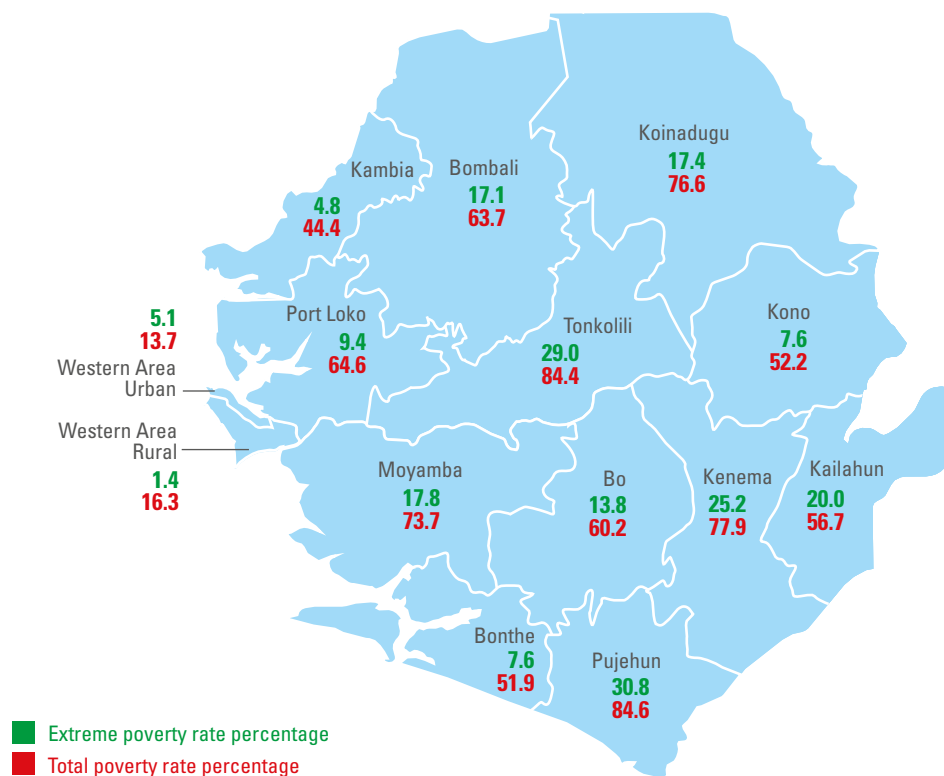 Koinadugu
17.4
76.6
Kambia
4.8
44.4
Bombali
17.1
63.7
5.1
13.7
Western Area
Urban
Port Loko
9.4
64.6
Tonkolili
29.0
84.4
Kono
7.6
52.2
Western Area
Rural
1.4
16.3
Moyamba
17.8
73.7
Bo
13.8
60.2
Kenema
25.2
77.9
Kailahun
20.0
56.7
Bonthe
7.6
51.9
Pujehun
30.8
84.6
Extreme poverty rate percentage
Total poverty rate percentage